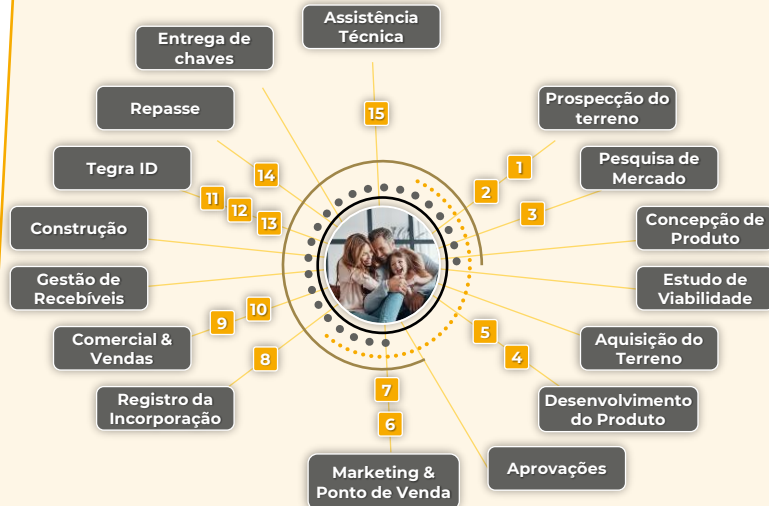 Assistência
Técnica
Entrega de
chaves
Repasse
Tegra ID
Construção
Gestão de
Recebíveis
Comercial &
Vendas
Registro da
Incorporação
Marketing &
Ponto de Venda
Aprovações
Desenvolvimento
do Produto
Aquisição do
Terreno
Estudo de
Viabilidade
Concepção de
Produto
Pesquisa de
Mercado
Prospecção do
terreno
15
14
11
12
13
10
9
8
7
6
5
4
3
2
1